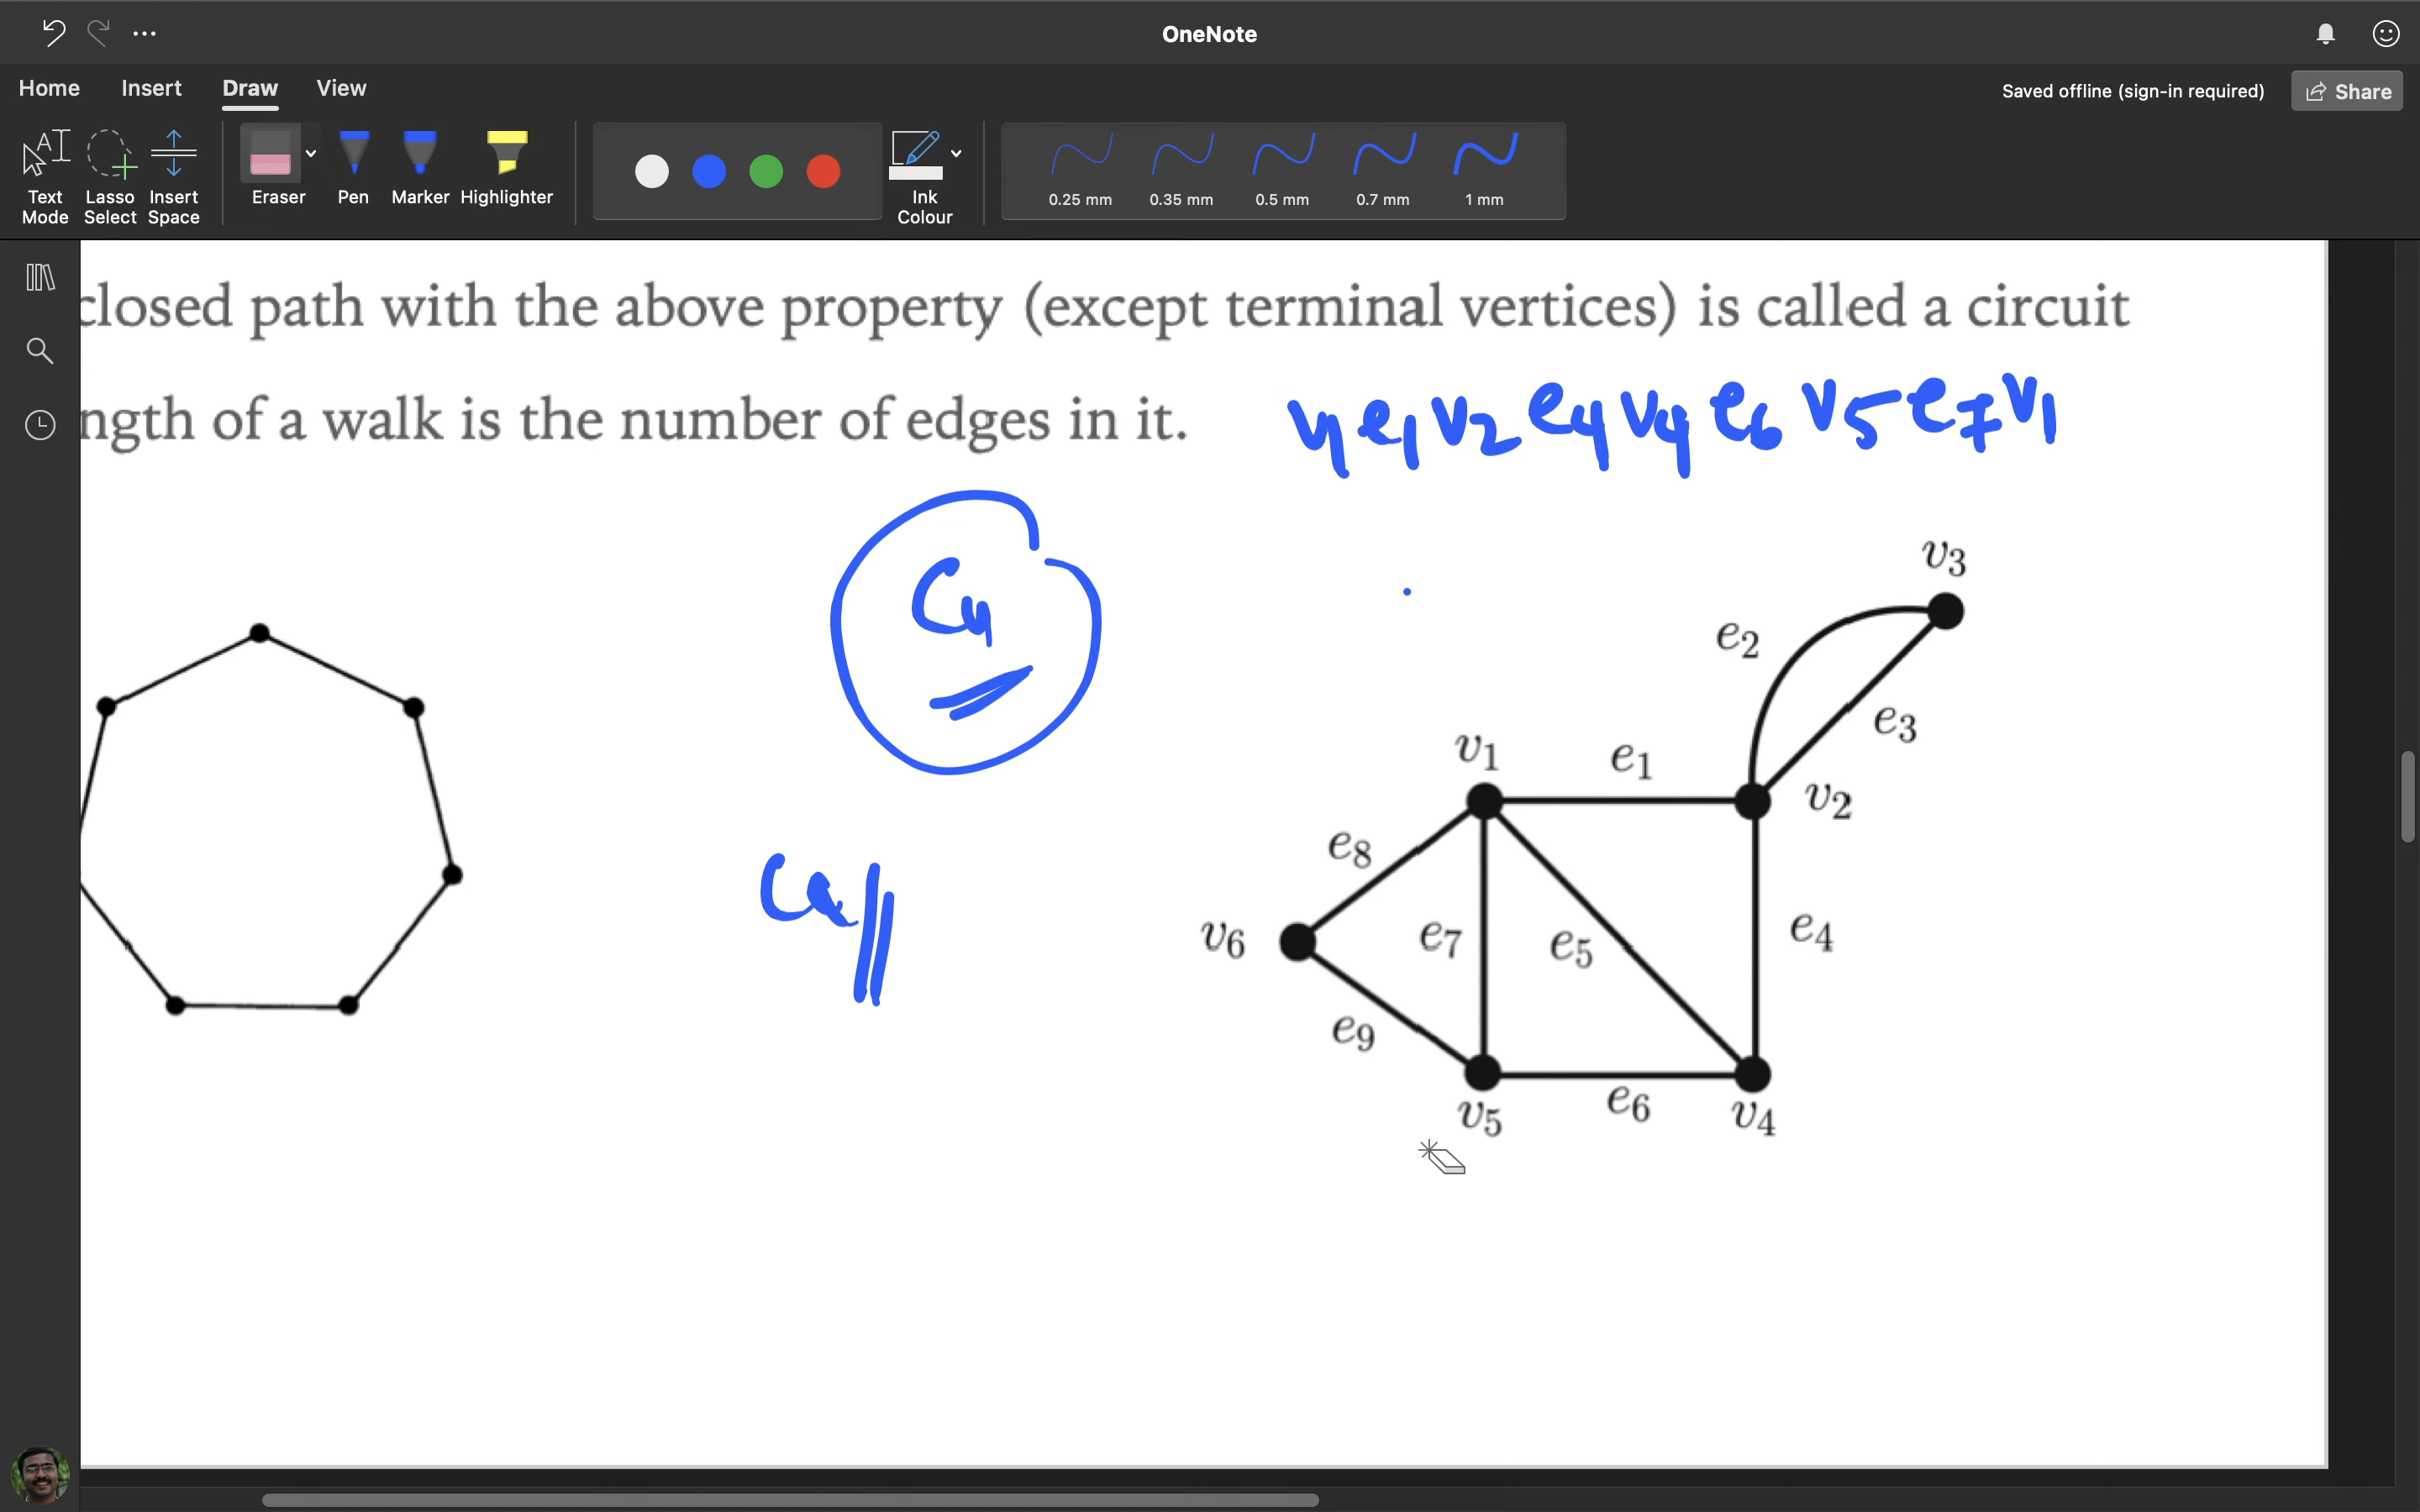 OneNote
Home Insert Draw View
Saved offline (sign-in required) Share
Text Mode
Lasso Select
Insert Space
Eraser
Pen
Marker
Highlighter
Ink Colour
0.25 mm 0.35 mm 0.5 mm 0.7 mm 1 mm
closed path with the above property (except terminal vertices) is called a circuit
ngth of a walk is the number of edges in it.
v1 e1 v2 e4 v4 e6 v5 e7 v1
C4
v3
e2
e3
v1
e1
v2
e8
v6
e7
e5
e4
e9
e6
v5
v4